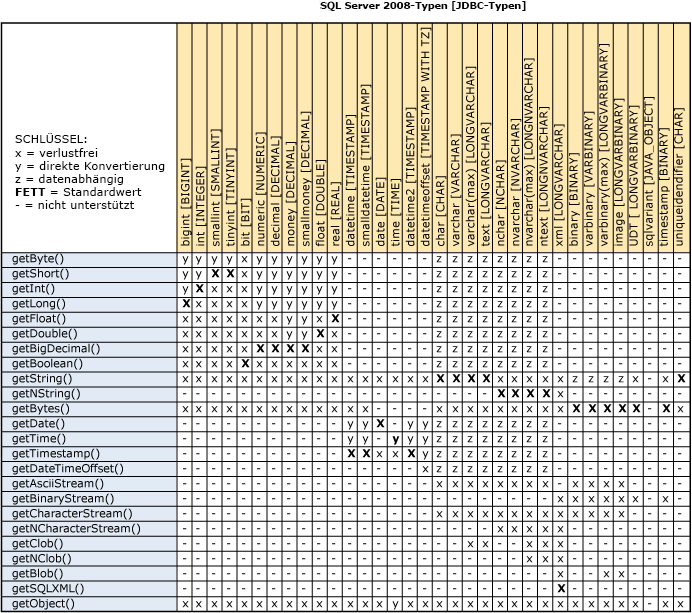 SQL Server 2008-Typen [JDBC-Typen]
SCHLÜSSEL:
x = verlustfrei
y = direkte Konvertierung
z = datenabhängig
FETT = Standardwert
- = nicht unterstützt
bigint [BIGINT]
int [INTEGER]
smallint [SMALLINT]
tinyint [TINYINT]
bit [BIT]
numeric [NUMERIC]
decimal [DECIMAL]
money [DECIMAL]
smallmoney [DECIMAL]
float [DOUBLE]
real [REAL]
datetime [TIMESTAMP]
smalldatetime [TIMESTAMP]
date [DATE]
time [TIME]
datetime2 [TIMESTAMP]
datetimeoffset [TIMESTAMP WITH TZ]
char [CHAR]
varchar [VARCHAR]
varchar(max) [LONGVARCHAR]
text [LONGVARCHAR]
nchar [NCHAR]
nvarchar [NVARCHAR]
nvarchar(max) [LONGNVARCHAR]
ntext [LONGNVARCHAR]
xml [LONGVARCHAR]
binary [BINARY]
varbinary [VARBINARY]
varbinary(max) [LONGVARBINARY]
image [LONGVARBINARY]
UDT [LONGVARBINARY]
sqlvariant [JAVA_OBJECT]
timestamp [BINARY]
uniqueidendifier [CHAR]
getByte() y y y y x y y y y y y - - - - - - z z z z z z z z - - - - - - - - -
getShort() y y x x x y y y y y y - - - - - - z z z z z z z z - - - - - - - - -
getInt() y x x x x y y y y y y - - - - - - z z z z z z z z - - - - - - - - -
getLong() x x x x x y y y y y y - - - - - - z z z z z z z z - - - - - - - - -
getFloat() x x x x x x x y y x x - - - - - - z z z z z z z z - - - - - - - - -
getDouble() x x x x x x x y y x x - - - - - - z z z z z z z z - - - - - - - - -
getBigDecimal() x x x x x x x x x x x - - - - - - z z z z z z z z - - - - - - - - -
getBoolean() x x x x x x x x x x x - - - - - - z z z z z z z z - - - - - - - - -
getString() x x x x x x x x x x x x x x x x x x x x x x x x x x z z z z x - x x
getNString() - - - - - - - - - - - - - - - - - - - - - x x x x - - - - - - - - -
getBytes() x x x x x x x x x x x x x - - - - x x x x x x x x x x x x x x - x x
getDate() - - - - - - - - - - - y y x - y y z z z z z z z z - - - - - - - - -
getTime() - - - - - - - - - - - y y - y y y z z z z z z z z - - - - - - - - -
getTimestamp() - - - - - - - - - - - x x x x x y z z z z z z z z - - - - - - - - -
getDateTimeOffset() - - - - - - - - - - - - - - - - x z z z z z z z z - - - - - - - - -
getAsciiStream() - - - - - - - - - - - - - - - - - x x x x x x x x - x x x x - - - -
getBinaryStream() - - - - - - - - - - - - - - - - - - - - - - - - - x x x x x x - x -
getCharacterStream() - - - - - - - - - - - - - - - - - x x x x x x x x x x x x x - - - -
getNCharacterStream() - - - - - - - - - - - - - - - - - - - - - x x x x x - - - - - - - -
getClob() - - - - - - - - - - - - - - - - - - - x x - - x x x - - - - - - - -
getNClob() - - - - - - - - - - - - - - - - - - - - - - - x x x - - - - - - - -
getBlob() - - - - - - - - - - - - - - - - - - - - - - - - - x - - x x - - - -
getSQLXML() - - - - - - - - - - - - - - - - - - - - - - - - - x - - - - - - - -
getObject() x x x x x x x x x x x x x x y x x x x x x x x x x x x x x x x x x x